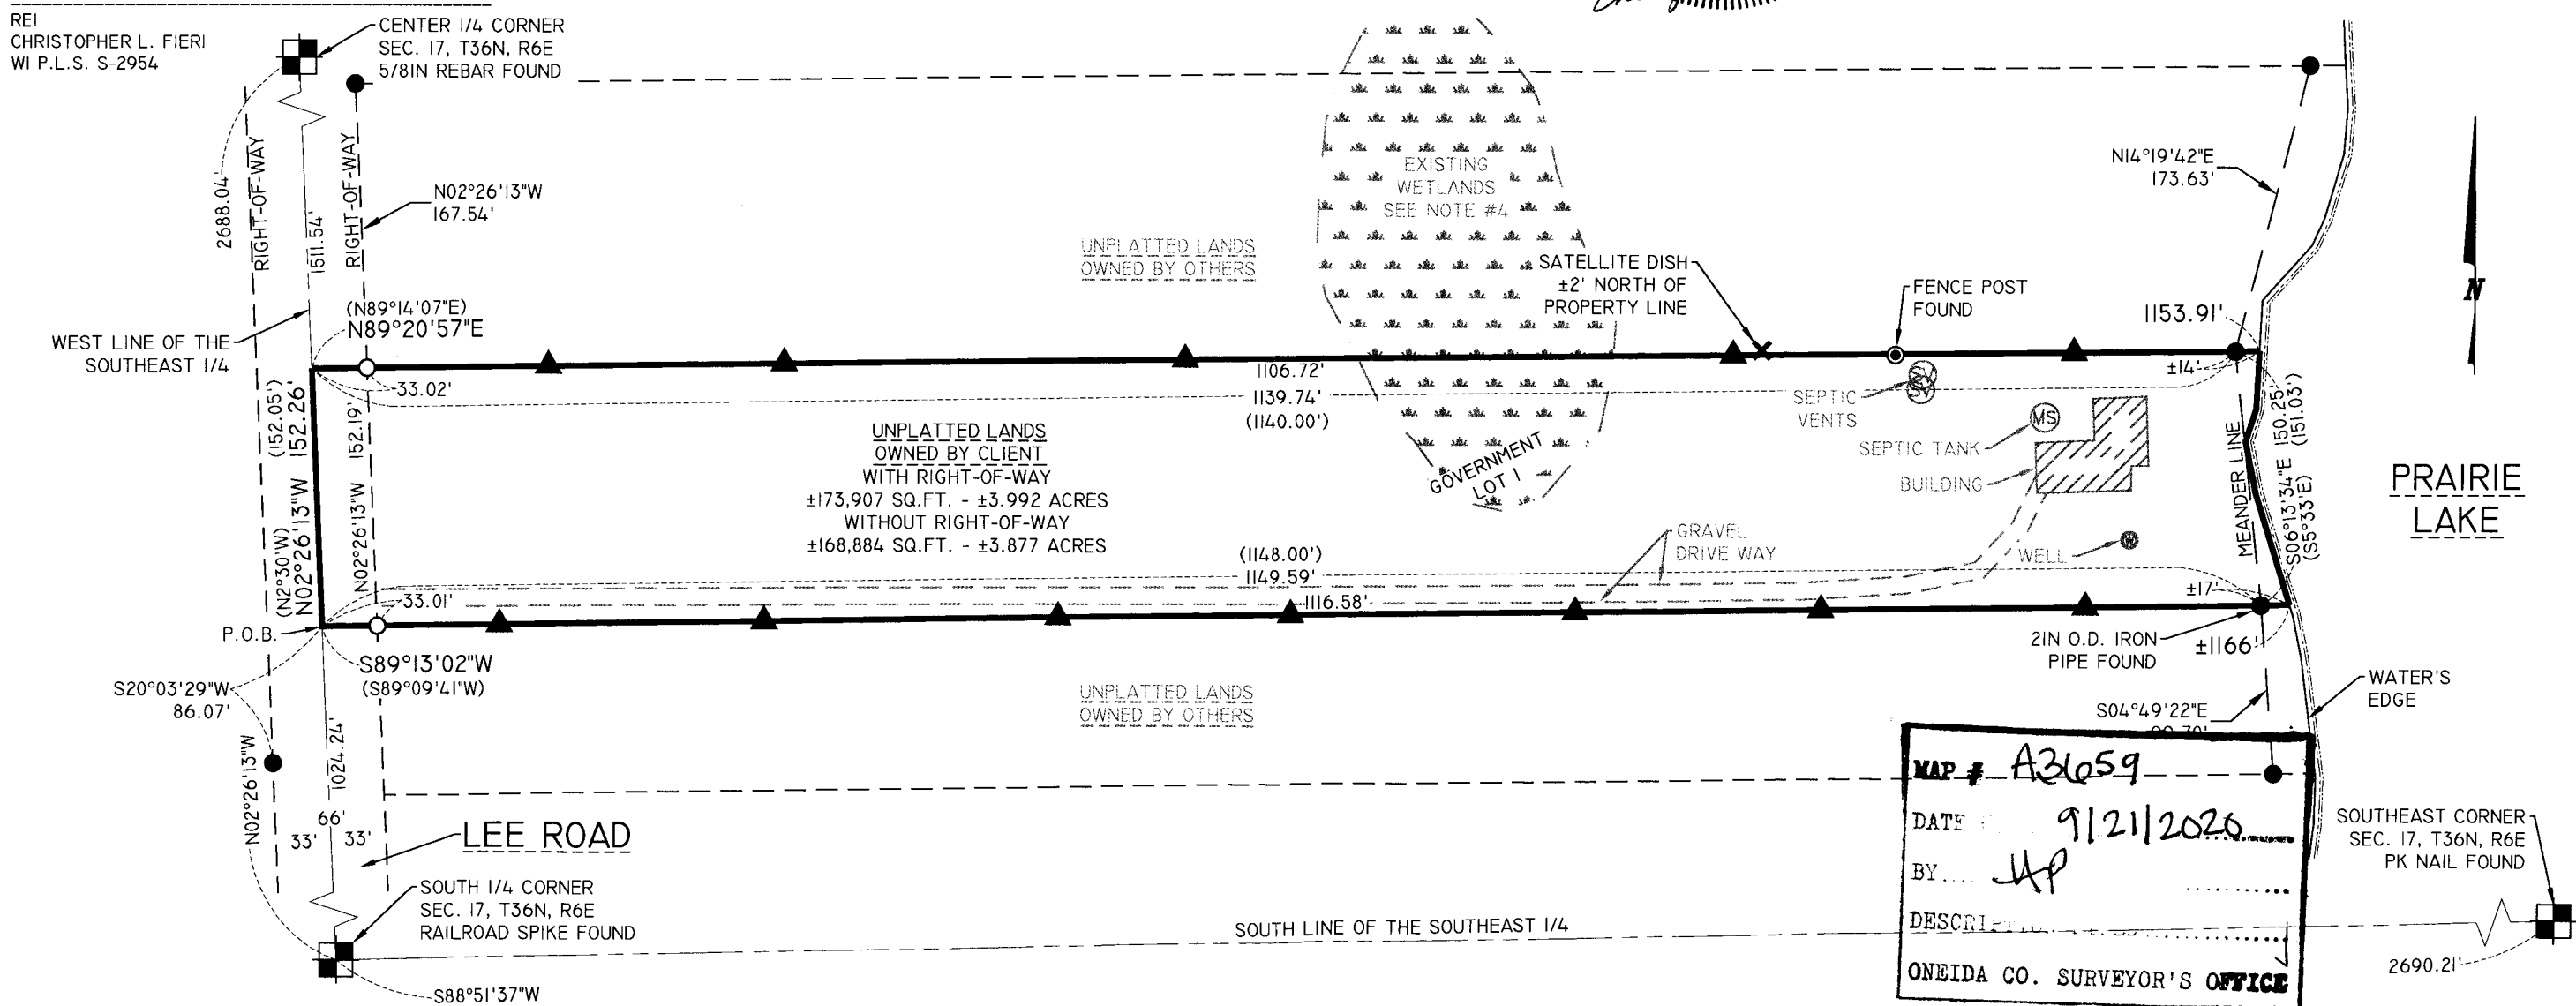 REI
CHRISTOPHER L. FIERI
WI P.L.S. S-2954
CENTER 1/4 CORNER
SEC. 17, T36N, R6E
5/8IN REBAR FOUND
2688.04'
RIGHT-OF-WAY
1511.54'
RIGHT-OF-WAY
N02°26'13"W
167.54'
EXISTING
WETLANDS
SEE NOTE #4
N14°19'42"E
173.63'
UNPLATTED LANDS
OWNED BY OTHERS
SATELLITE DISH
±2' NORTH OF
PROPERTY LINE
FENCE POST
FOUND
N
WEST LINE OF THE
SOUTHEAST 1/4
(N89°14'07"E)
N89°20'57"E
1153.91'
33.02'
1106.72'
1139.74'
(1140.00')
±14'
SEPTIC
VENTS
SV
SV
MS
SEPTIC TANK
BUILDING
(152.05')
152.26'
152.19'
(N2°30'W)
N02°26'13"W
N02°26'13"W
UNPLATTED LANDS
OWNED BY CLIENT
WITH RIGHT-OF-WAY
±173,907 SQ.FT. - ±3.992 ACRES
WITHOUT RIGHT-OF-WAY
±168,884 SQ.FT. - ±3.877 ACRES
GOVERNMENT
LOT 1
MEANDER LINE
S06°13'34"E 150.25'
(S5°33'E) (151.03')
PRAIRIE
LAKE
GRAVEL
DRIVE WAY
WELL
W
(1148.00')
1149.59'
33.01'
1116.58'
±17'
P.O.B.
S89°13'02"W
(S89°09'41"W)
2IN O.D. IRON
PIPE FOUND
±1166'
S20°03'29"W
86.07'
UNPLATTED LANDS
OWNED BY OTHERS
WATER'S
EDGE
S04°49'22"E
N02°26'13"W
1024.24'
66'
33' 33'
LEE ROAD
MAP # A3659
DATE 9/21/2020
BY HP
ONEIDA CO. SURVEYOR'S OFFICE
SOUTHEAST CORNER
SEC. 17, T36N, R6E
PK NAIL FOUND
SOUTH 1/4 CORNER
SEC. 17, T36N, R6E
RAILROAD SPIKE FOUND
SOUTH LINE OF THE SOUTHEAST 1/4
2690.21'
S88°51'37"W